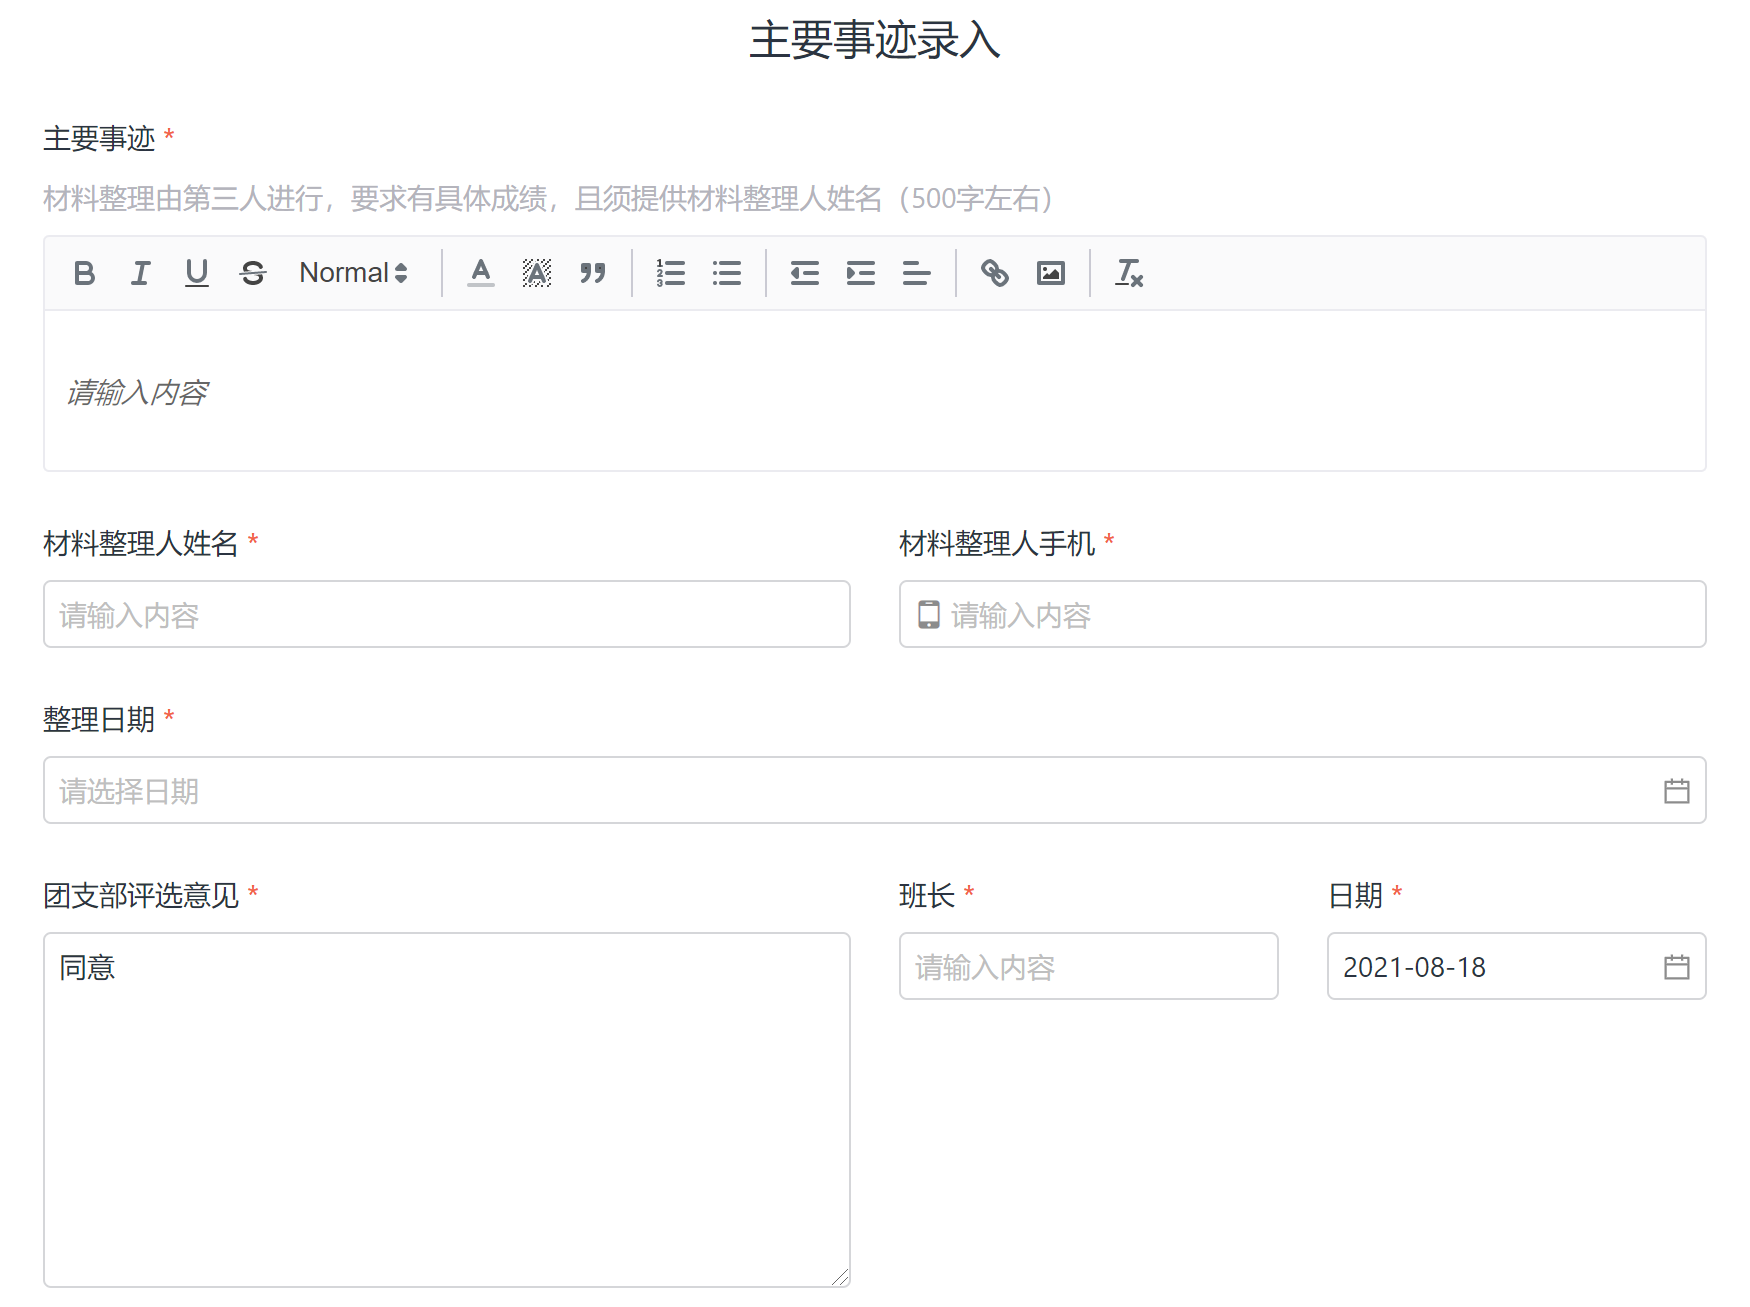 主要事迹录入
主要事迹 *
材料整理由第三人进行，要求有具体成绩，且须提供材料整理人姓名（500字左右）
B I U S Normal A A
请输入内容
材料整理人姓名 * 材料整理人手机 *
请输入内容 请输入内容
整理日期 *
请选择日期
团支部评选意见 * 班长 * 日期 *
同意 请输入内容 2021-08-18